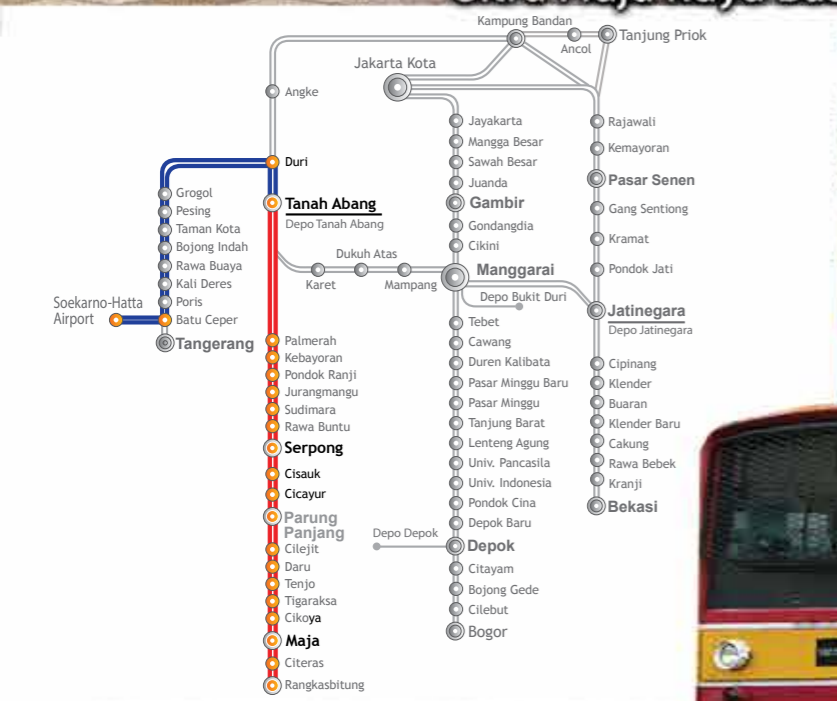 Kampung Bandan
Ancol
Tanjung Priok
Jakarta Kota
Angke
Duri
Tanah Abang
Depo Tanah Abang
Grogol
Pesing
Taman Kota
Bojong Indah
Rawa Buaya
Kali Deres
Poris
Batu Ceper
Tangerang
Soekarno-Hatta
Airport
Karet
Dukuh Atas
Mampang
Manggarai
Depo Bukit Duri
Jayakarta
Mangga Besar
Sawah Besar
Juanda
Gambir
Gondangdia
Cikini
Rajawali
Kemayoran
Pasar Senen
Gang Sentiong
Kramat
Pondok Jati
Jatinegara
Depo Jatinegara
Cipinang
Klender
Buaran
Klender Baru
Cakung
Rawa Bebek
Kranji
Bekasi
Tebet
Cawang
Duren Kalibata
Pasar Minggu Baru
Pasar Minggu
Tanjung Barat
Lenteng Agung
Univ. Pancasila
Univ. Indonesia
Pondok Cina
Depok Baru
Depo Depok
Depok
Citayam
Bojong Gede
Cilebut
Bogor
Palmerah
Kebayoran
Pondok Ranji
Jurangmangu
Sudimara
Rawa Buntu
Serpong
Cisauk
Cicayur
Parung
Panjang
Cilejit
Daru
Tenjo
Tigaraksa
Cikoya
Maja
Citeras
Rangkasbitung